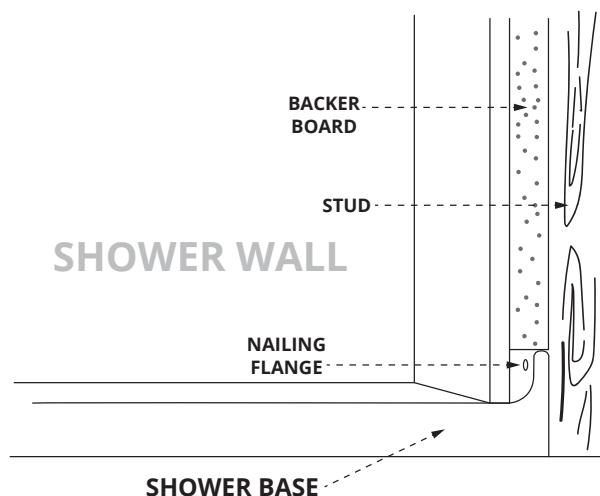 BACKER
BOARD
STUD
SHOWER WALL
NAILING
FLANGE
SHOWER BASE